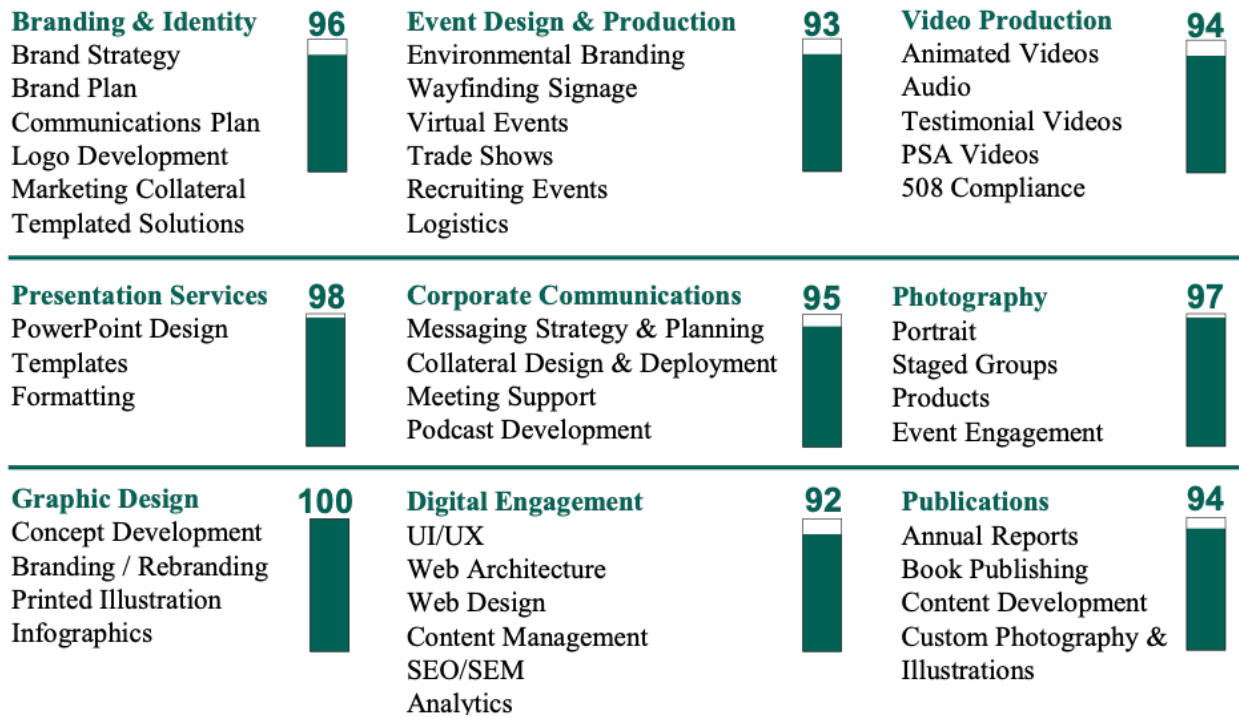 Branding & Identity
96
Brand Strategy
Brand Plan
Communications Plan
Logo Development
Marketing Collateral
Templated Solutions
Event Design & Production
93
Environmental Branding
Wayfinding Signage
Virtual Events
Trade Shows
Recruiting Events
Logistics
Video Production
94
Animated Videos
Audio
Testimonial Videos
PSA Videos
508 Compliance
Presentation Services
98
PowerPoint Design
Templates
Formatting
Corporate Communications
95
Messaging Strategy & Planning
Collateral Design & Deployment
Meeting Support
Podcast Development
Photography
97
Portrait
Staged Groups
Products
Event Engagement
Graphic Design
100
Concept Development
Branding / Rebranding
Printed Illustration
Infographics
Digital Engagement
92
UI/UX
Web Architecture
Web Design
Content Management
SEO/SEM
Analytics
Publications
94
Annual Reports
Book Publishing
Content Development
Custom Photography &
Illustrations